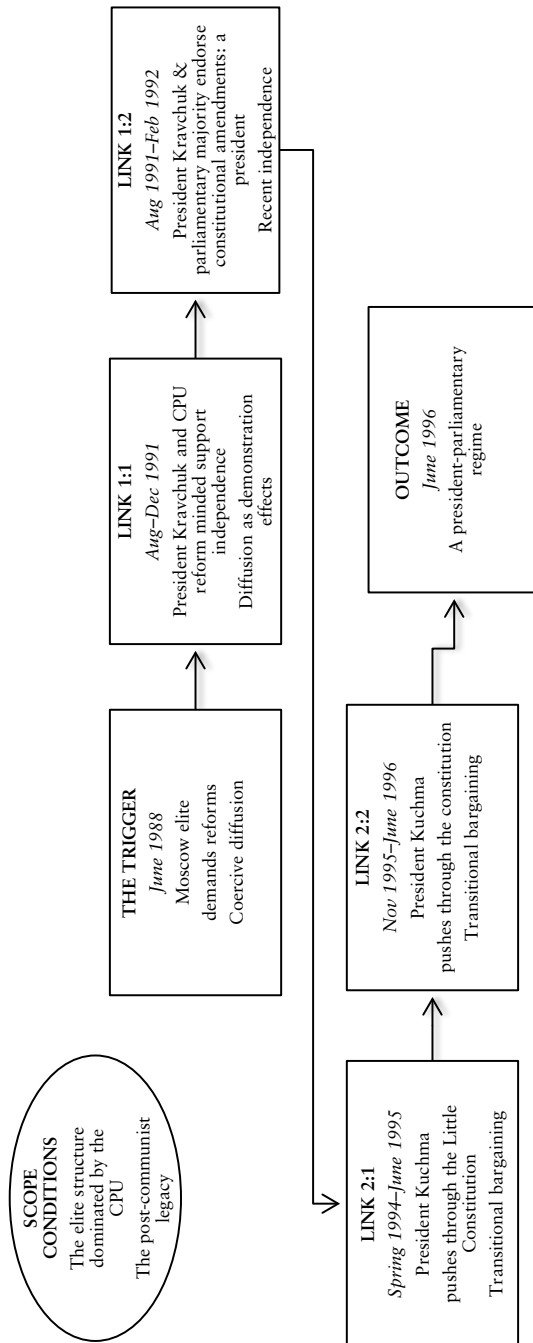 SCOPE
CONDITIONS
The elite structure
dominated by the
CPU
The post-communist
legacy
THE TRIGGER
June 1988
Moscow elite
demands reforms
Coercive diffusion
LINK 1:1
Aug–Dec 1991
President Kravchuk and CPU
reform minded support
independence
Diffusion as demonstration
effects
LINK 1:2
Aug 1991–Feb 1992
President Kravchuk &
parliamentary majority endorse
constitutional amendments: a
president
Recent independence
LINK 2:1
Spring 1994–June 1995
President Kuchma
pushes through the Little
Constitution
Transitional bargaining
LINK 2:2
Nov 1995–June 1996
President Kuchma
pushes through the constitution
Transitional bargaining
OUTCOME
June 1996
A president-parliamentary
regime